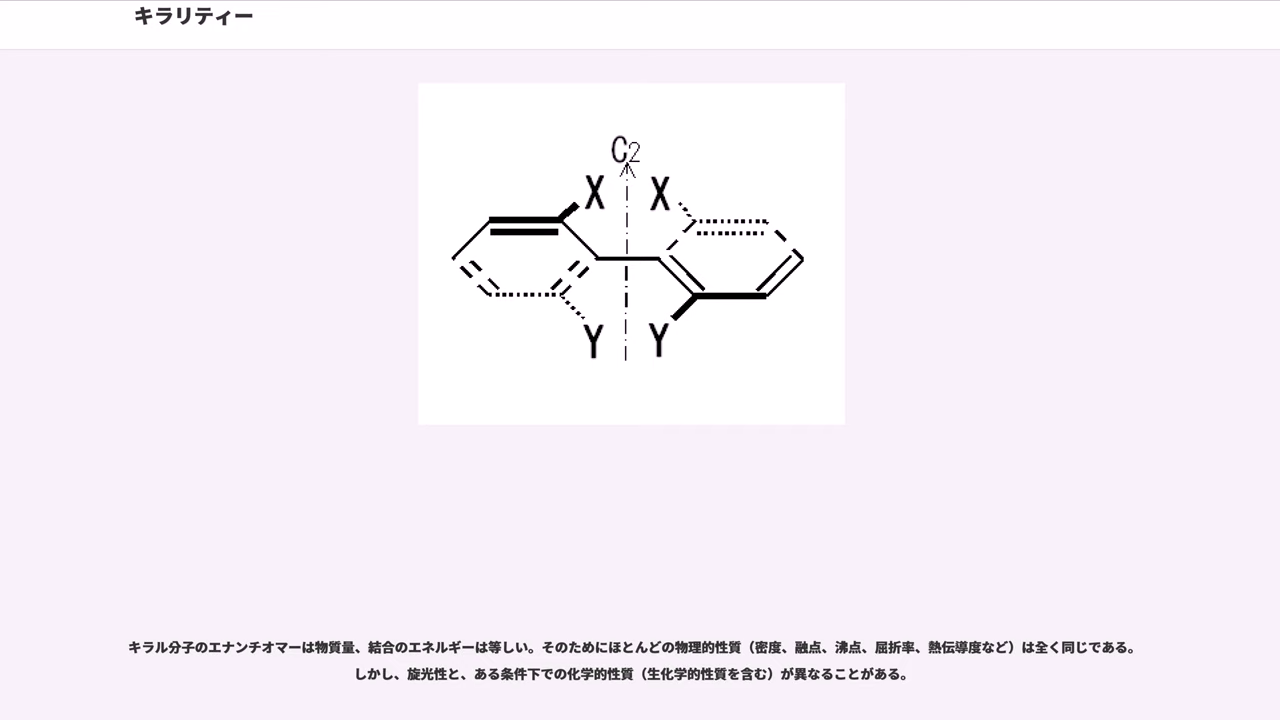 キラリティー
C2
X X
Y Y
キラル分子のエナンチオマーは物質量、結合のエネルギーは等しい。そのためにほとんどの物理的性質（密度、融点、沸点、屈折率、熱伝導度など）は全く同じである。
しかし、旋光性と、ある条件下での化学的性質（生化学的性質を含む）が異なることがある。